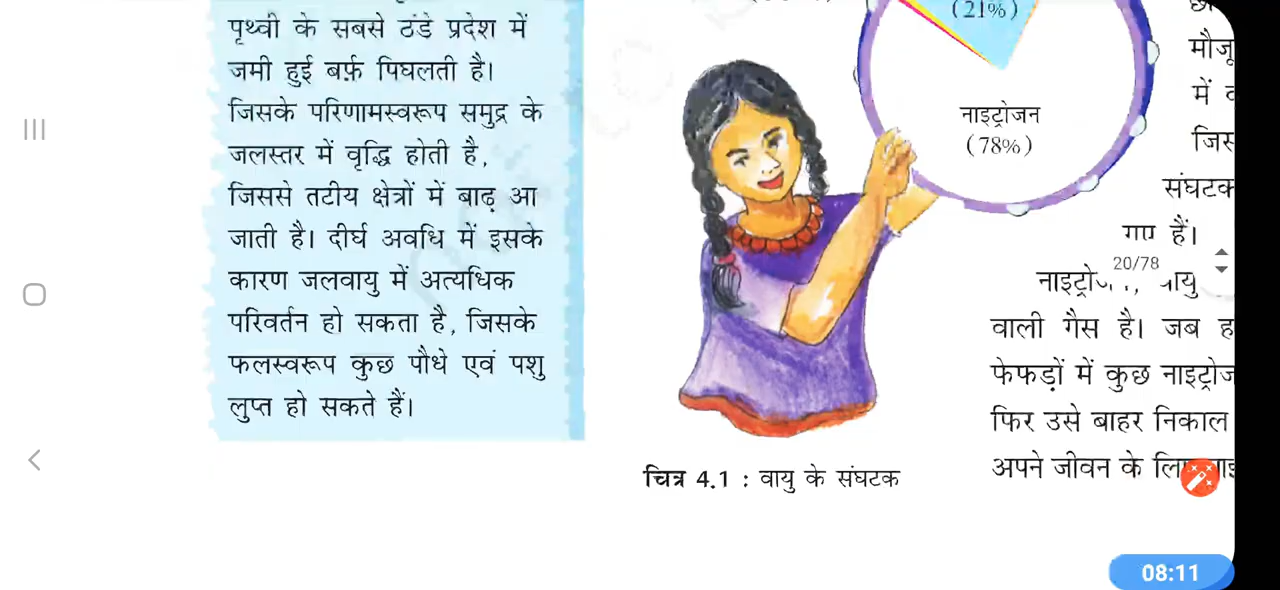 पृथ्वी के सबसे ठंडे प्रदेश में
जमी हुई बर्फ़ पिघलती है।
जिसके परिणामस्वरूप समुद्र के
जलस्तर में वृद्धि होती है,
जिससे तटीय क्षेत्रों में बाढ़ आ
जाती है। दीर्घ अवधि में इसके
कारण जलवायु में अत्यधिक
परिवर्तन हो सकता है, जिसके
फलस्वरूप कुछ पौधे एवं पशु
लुप्त हो सकते हैं।
(21%)
नाइट्रोजन
(78%)
चित्र 4.1 : वायु के संघटक
में
संघटक
गए हैं।
20/78
वाली गैस है। जब
फेफड़ों में कुछ
फिर उसे बाहर निकाल
अपने जीवन के
08:11